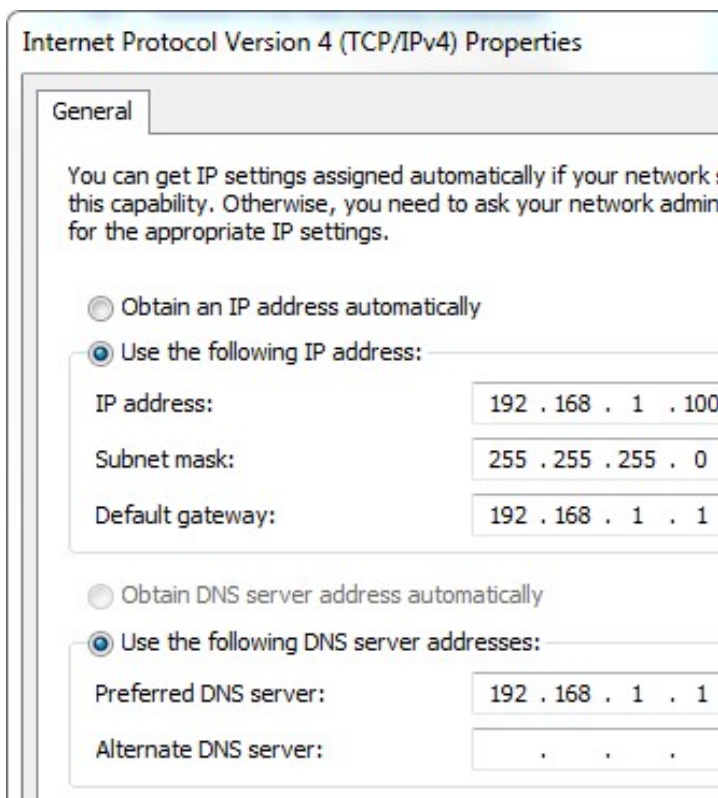 Internet Protocol Version 4 (TCP/IPv4) Properties
General
You can get IP settings assigned automatically if your network
this capability. Otherwise, you need to ask your network admin
for the appropriate IP settings.
Obtain an IP address automatically
Use the following IP address:
IP address: 192 . 168 . 1 . 100
Subnet mask: 255 . 255 . 255 . 0
Default gateway: 192 . 168 . 1 . 1
Obtain DNS server address automatically
Use the following DNS server addresses:
Preferred DNS server: 192 . 168 . 1 . 1
Alternate DNS server: . . .